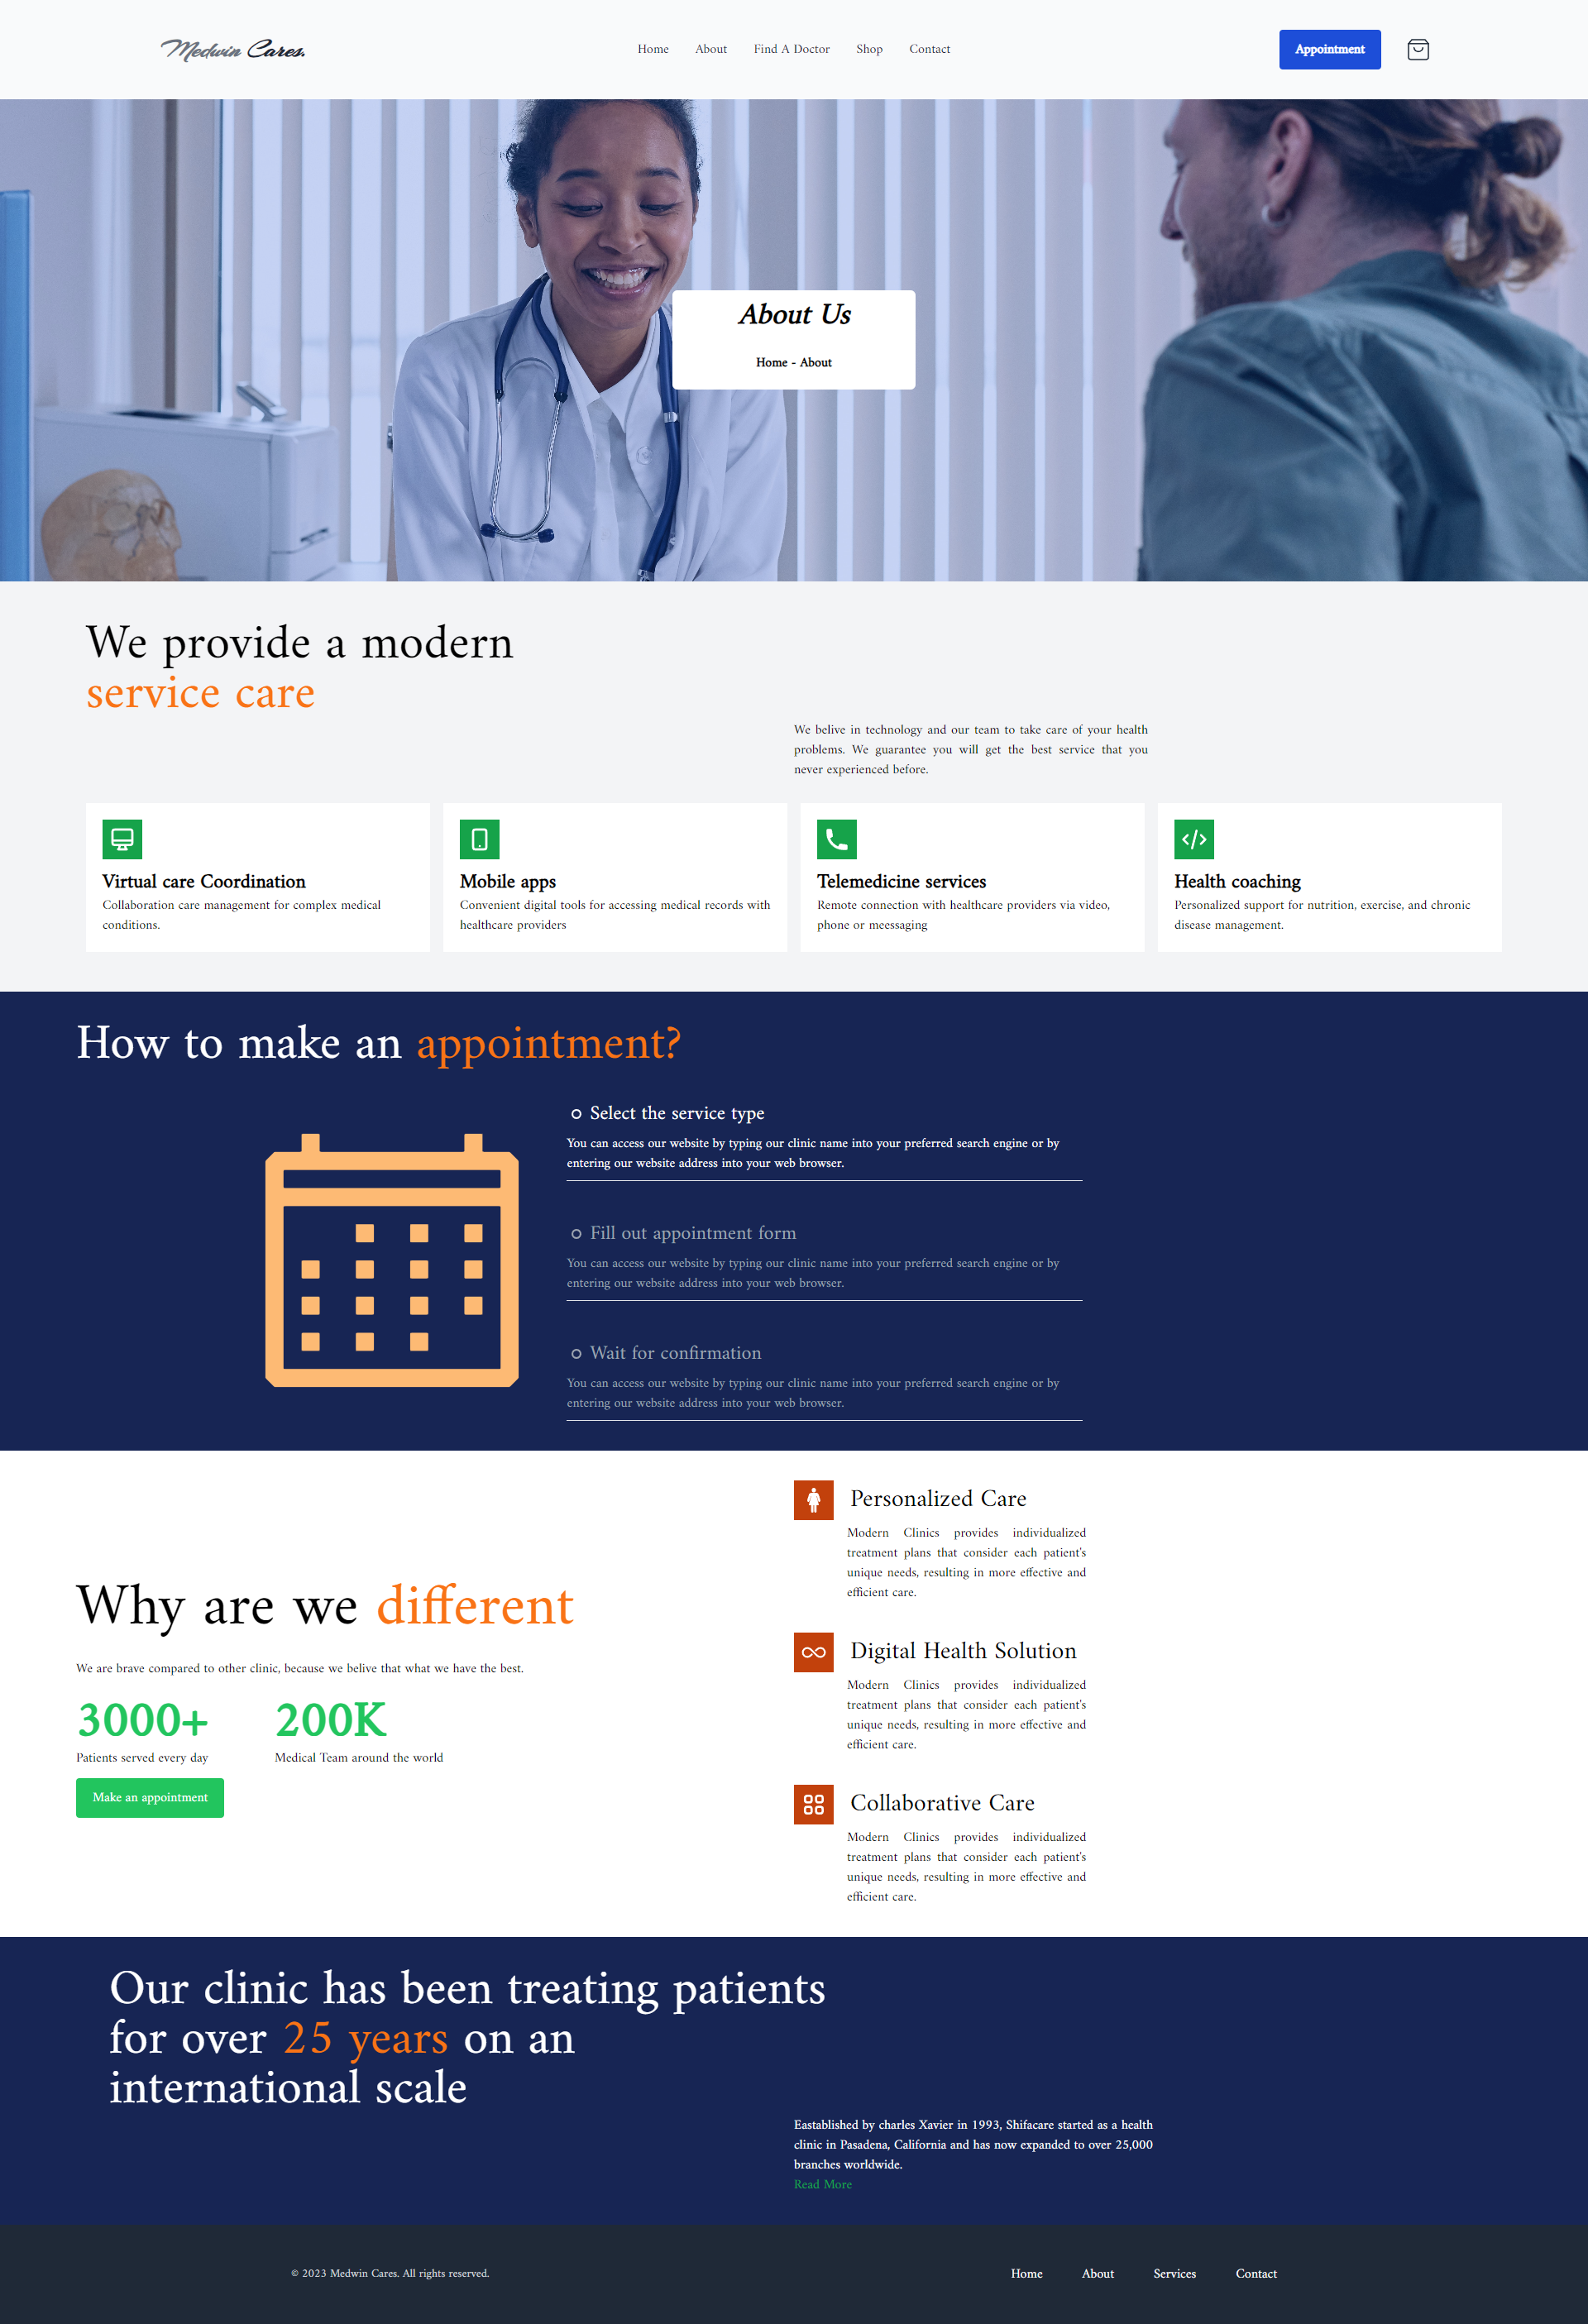 Medwin Cares.
Home About Find A Doctor Shop Contact
Appointment
About Us
Home - About
We provide a modern
service care
We belive in technology and our team to take care of your health
problems. We guarantee you will get the best service that you
never experienced before.
Virtual care Coordination
Collaboration care management for complex medical
conditions.
Mobile apps
Convenient digital tools for accessing medical records with
healthcare providers
Telemedicine services
Remote connection with healthcare providers via video,
phone or meessaging
Health coaching
Personalized support for nutrition, exercise, and chronic
disease management.
How to make an appointment?
Select the service type
You can access our website by typing our clinic name into your preferred search engine or by
entering our website address into your web browser.
Fill out appointment form
You can access our website by typing our clinic name into your preferred search engine or by
entering our website address into your web browser.
Wait for confirmation
You can access our website by typing our clinic name into your preferred search engine or by
entering our website address into your web browser.
Why are we different
We are brave compared to other clinic, because we belive that what we have the best.
3000+
Patients served every day
200K
Medical Team around the world
Make an appointment
Personalized Care
Modern Clinics provides individualized
treatment plans that consider each patient's
unique needs, resulting in more effective and
efficient care.
Digital Health Solution
Modern Clinics provides individualized
treatment plans that consider each patient's
unique needs, resulting in more effective and
efficient care.
Collaborative Care
Modern Clinics provides individualized
treatment plans that consider each patient's
unique needs, resulting in more effective and
efficient care.
Our clinic has been treating patients
for over 25 years on an
international scale
Eastablished by charles Xavier in 1993, Shifacare started as a health
clinic in Pasadena, California and has now expanded to over 25,000
branches worldwide.
Read More
© 2023 Medwin Cares. All rights reserved.
Home About Services Contact